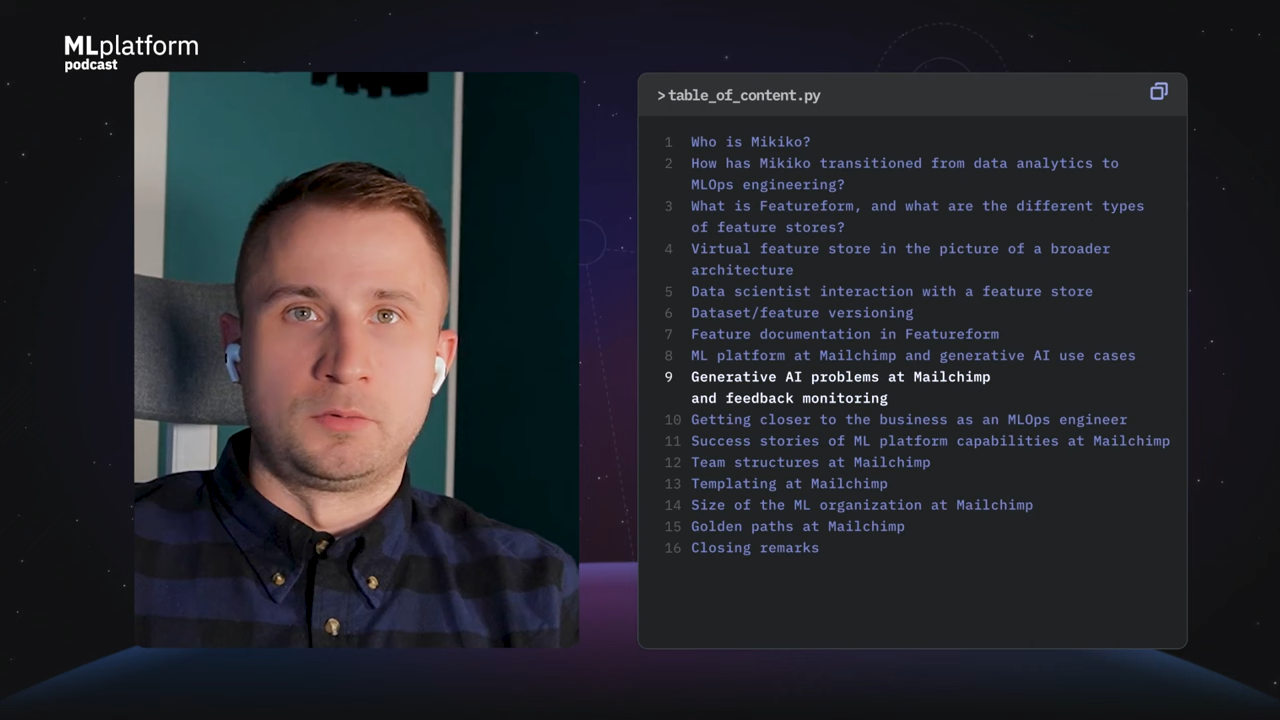 MLplatform
podcast
>table_of_content.py
1 Who is Mikiko?
2 How has Mikiko transitioned from data analytics to
MLOps engineering?
3 What is Featureform, and what are the different types
of feature stores?
4 Virtual feature store in the picture of a broader
architecture
5 Data scientist interaction with a feature store
6 Dataset/feature versioning
7 Feature documentation in Featureform
8 ML platform at Mailchimp and generative AI use cases
9 Generative AI problems at Mailchimp
and feedback monitoring
10 Getting closer to the business as an MLOps engineer
11 Success stories of ML platform capabilities at Mailchimp
12 Team structures at Mailchimp
13 Templating at Mailchimp
14 Size of the ML organization at Mailchimp
15 Golden paths at Mailchimp
16 Closing remarks